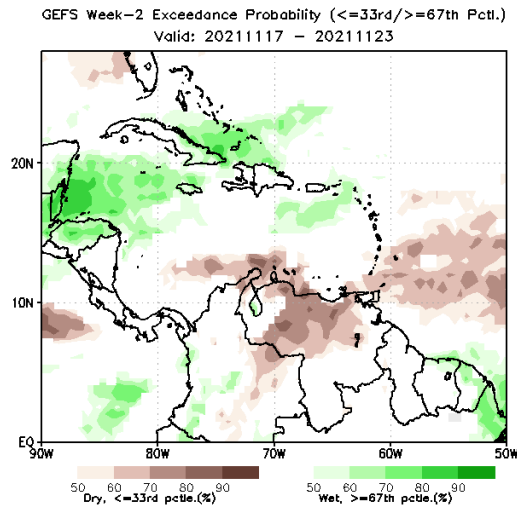 GEFS Week-2 Exceedance Probability (<=33rd/>=67th Pctl.)
Valid: 20211117 - 20211123
20N
10N
EQ
90W 80W 70W 60W 50W
50 60 70 80 90 50 60 70 80 90
Dry, <=33rd pctle.(%) Wet, >=67th pctle.(%)